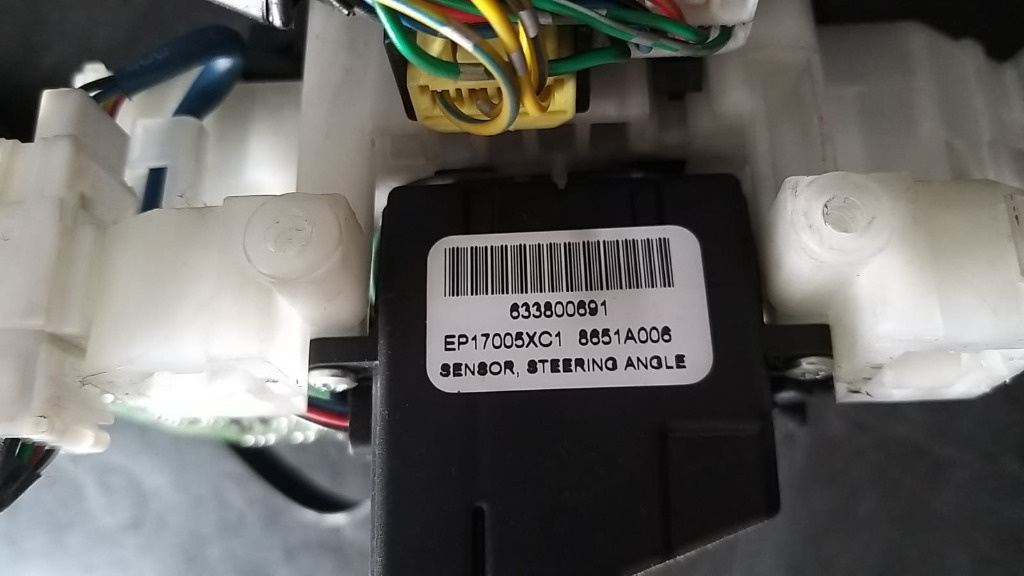 633800691
EP17005XC1 8651A006
SENSOR, STEERING ANGLE